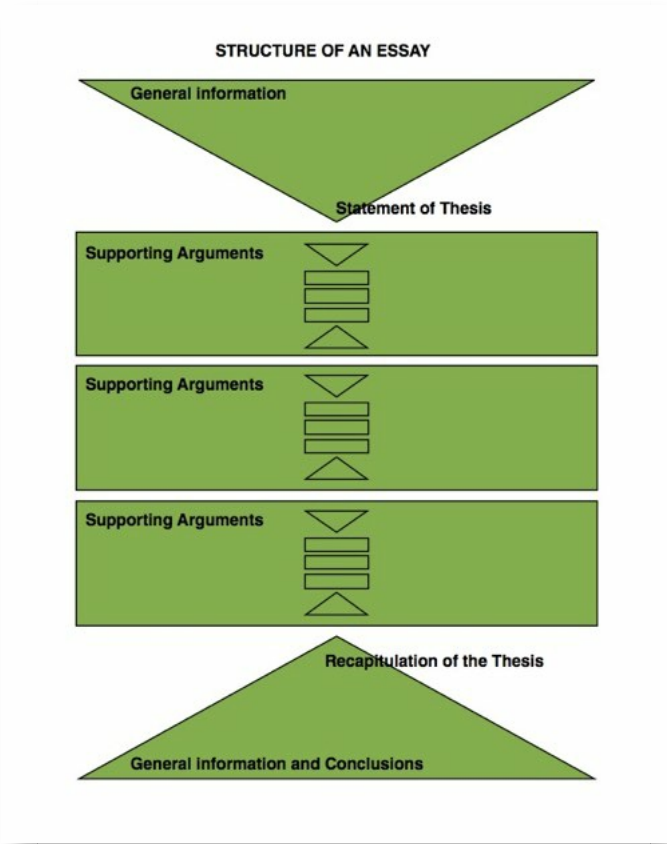 STRUCTURE OF AN ESSAY
General information
Statement of Thesis
Supporting Arguments
Supporting Arguments
Supporting Arguments
Recapitulation of the Thesis
General information and Conclusions